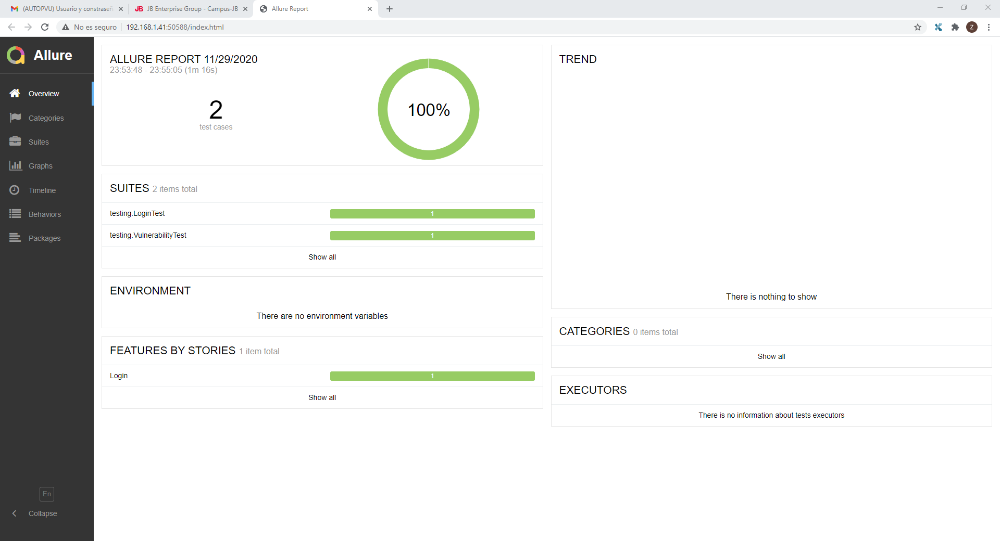 (AUTOPVU) Usuario y constraseñ
JB JB Enterprise Group - Campus-JB
Allure Report
No es seguro
192.168.1.41:50588/index.html
Z
Allure
Overview
Categories
Suites
Graphs
Timeline
Behaviors
Packages
En
Collapse
ALLURE REPORT 11/29/2020
23:53:48 - 23:55:05 (1m 16s)
2
test cases
100%
SUITES 2 items total
testing.LoginTest 1
testing.VulnerabilityTest 1
Show all
ENVIRONMENT
There are no environment variables
FEATURES BY STORIES 1 item total
Login 1
Show all
TREND
There is nothing to show
CATEGORIES 0 items total
Show all
EXECUTORS
There is no information about tests executors